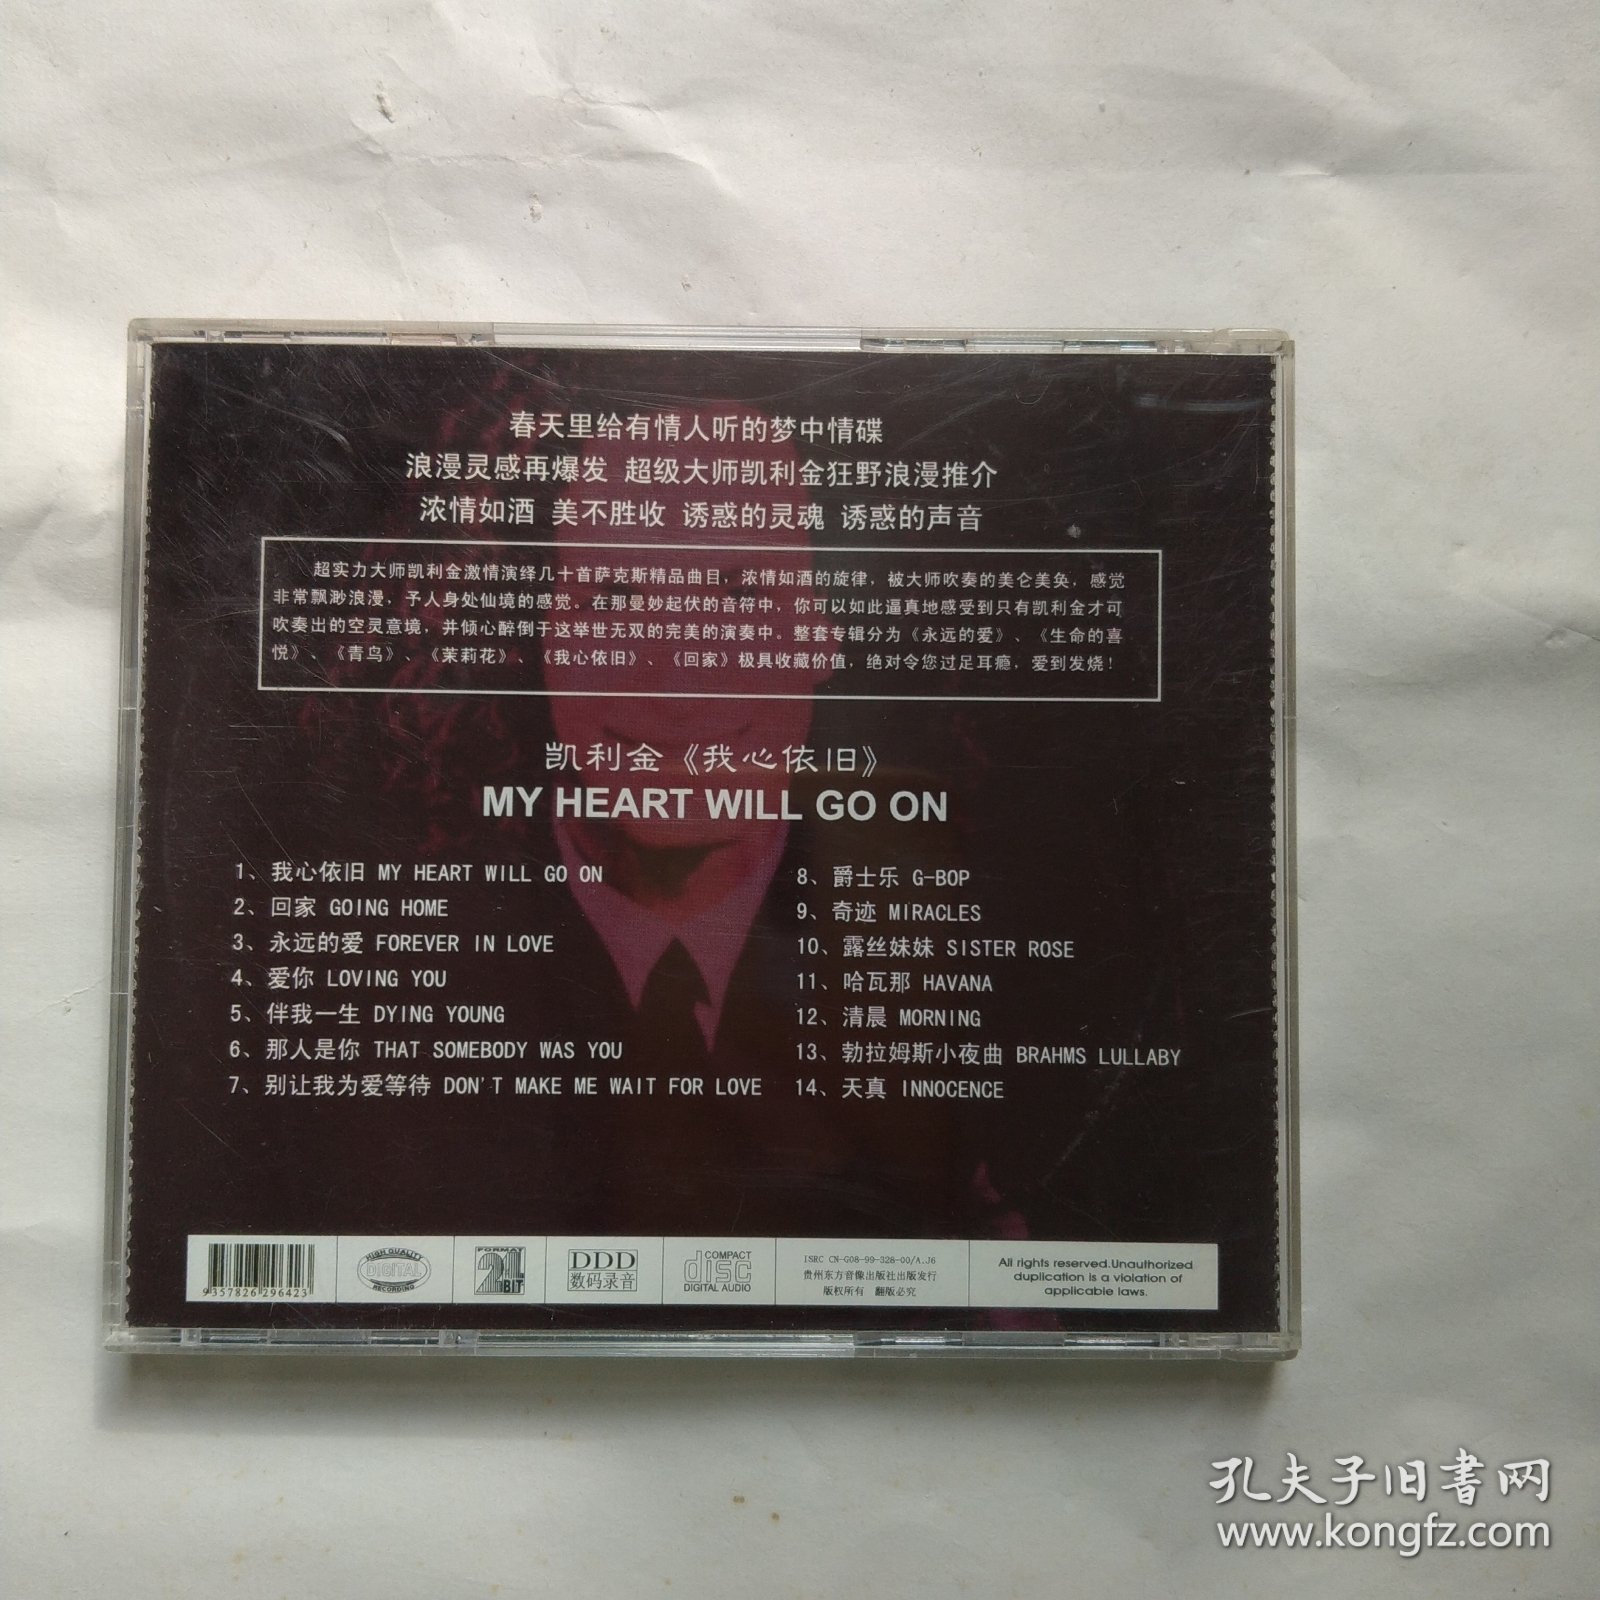 春天里给有情人听的梦中情碟
浪漫灵感再爆发 超级大师凯利金狂野浪漫推介
浓情如酒 美不胜收 诱惑的灵魂 诱惑的声音
超实力大师凯利金激情演绎几十首萨克斯精品曲目，浓情如酒的旋律，被大师吹奏的美仑美奂，感觉
非常飘渺浪漫，予人身处仙境的感觉。在那曼妙起伏的音符中，你可以如此逼真地感受到只有凯利金才可
吹奏出的空灵意境，并倾心醉倒于这举世无双的完美的演奏中。整套专辑分为《永远的爱》、《生命的喜
悦》、《青鸟》、《茉莉花》、《我心依旧》、《回家》极具收藏价值，绝对令您过足耳瘾，爱到发烧！
凯利金《我心依旧》
MY HEART WILL GO ON
1、我心依旧 MY HEART WILL GO ON
2、回家 GOING HOME
3、永远的爱 FOREVER IN LOVE
4、爱你 LOVING YOU
5、伴我一生 DYING YOUNG
6、那人是你 THAT SOMEBODY WAS YOU
7、别让我为爱等待 DON'T MAKE ME WAIT FOR LOVE
8、爵士乐 G-BOP
9、奇迹 MIRACLES
10、露丝妹妹 SISTER ROSE
11、哈瓦那 HAVANA
12、清晨 MORNING
13、勃拉姆斯小夜曲 BRAHMS LULLABY
14、天真 INNOCENCE
9357826296423
HIGH QUALITY
DIGITAL
RECORDING
FORMAT
21
BIT
DDD
数码录音
COMPACT
disc
DIGITAL AUDIO
ISRC CN-G08-99-328-00/A.J6
贵州东方音像出版社出版发行
版权所有 翻版必究
All rights reserved.Unauthorized
duplication is a violation of
applicable laws.
孔夫子旧书网
www.kongfz.com